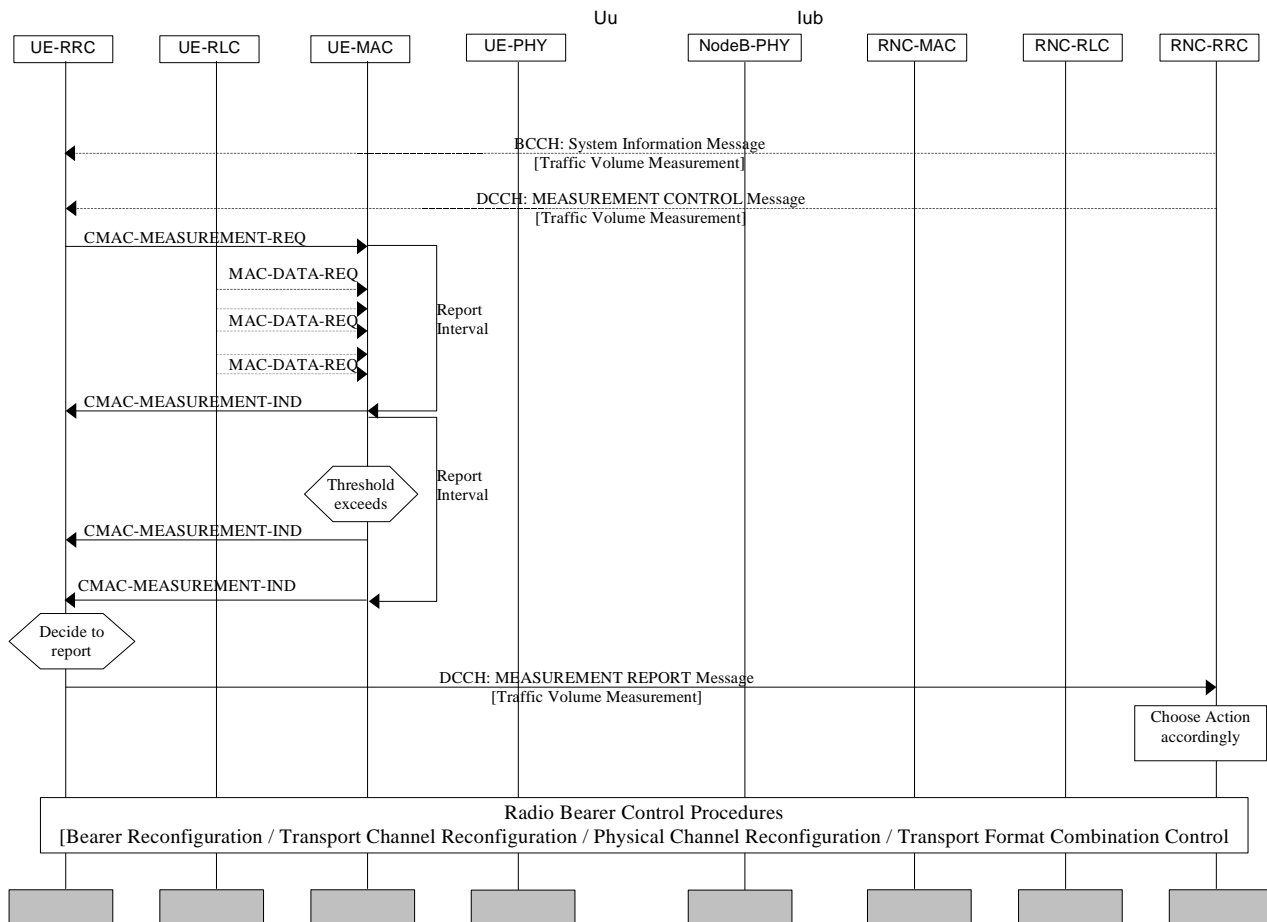 Uu
Iub
UE-RRC
UE-RLC
UE-MAC
UE-PHY
NodeB-PHY
RNC-MAC
RNC-RLC
RNC-RRC
BCCH: System Information Message
[Traffic Volume Measurement]
DCCH: MEASUREMENT CONTROL Message
[Traffic Volume Measurement]
CMAC-MEASUREMENT-REQ
MAC-DATA-REQ
Report
Interval
MAC-DATA-REQ
MAC-DATA-REQ
CMAC-MEASUREMENT-IND
Report
Interval
Threshold
exceeds
CMAC-MEASUREMENT-IND
CMAC-MEASUREMENT-IND
Decide to
report
DCCH: MEASUREMENT REPORT Message
[Traffic Volume Measurement]
Choose Action
accordingly
Radio Bearer Control Procedures
[Bearer Reconfiguration / Transport Channel Reconfiguration / Physical Channel Reconfiguration / Transport Format Combination Control